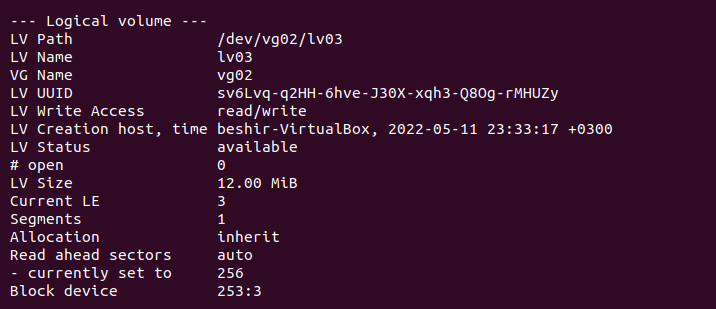 --- Logical volume ---
LV Path                /dev/vg02/lv03
LV Name                lv03
VG Name                vg02
LV UUID                sv6Lvq-q2HH-6hve-J30X-xqh3-Q8Og-rMHUZy
LV Write Access        read/write
LV Creation host, time beshir-VirtualBox, 2022-05-11 23:33:17 +0300
LV Status              available
# open                 0
LV Size                12.00 MiB
Current LE             3
Segments               1
Allocation             inherit
Read ahead sectors     auto
- currently set to     256
Block device           253:3